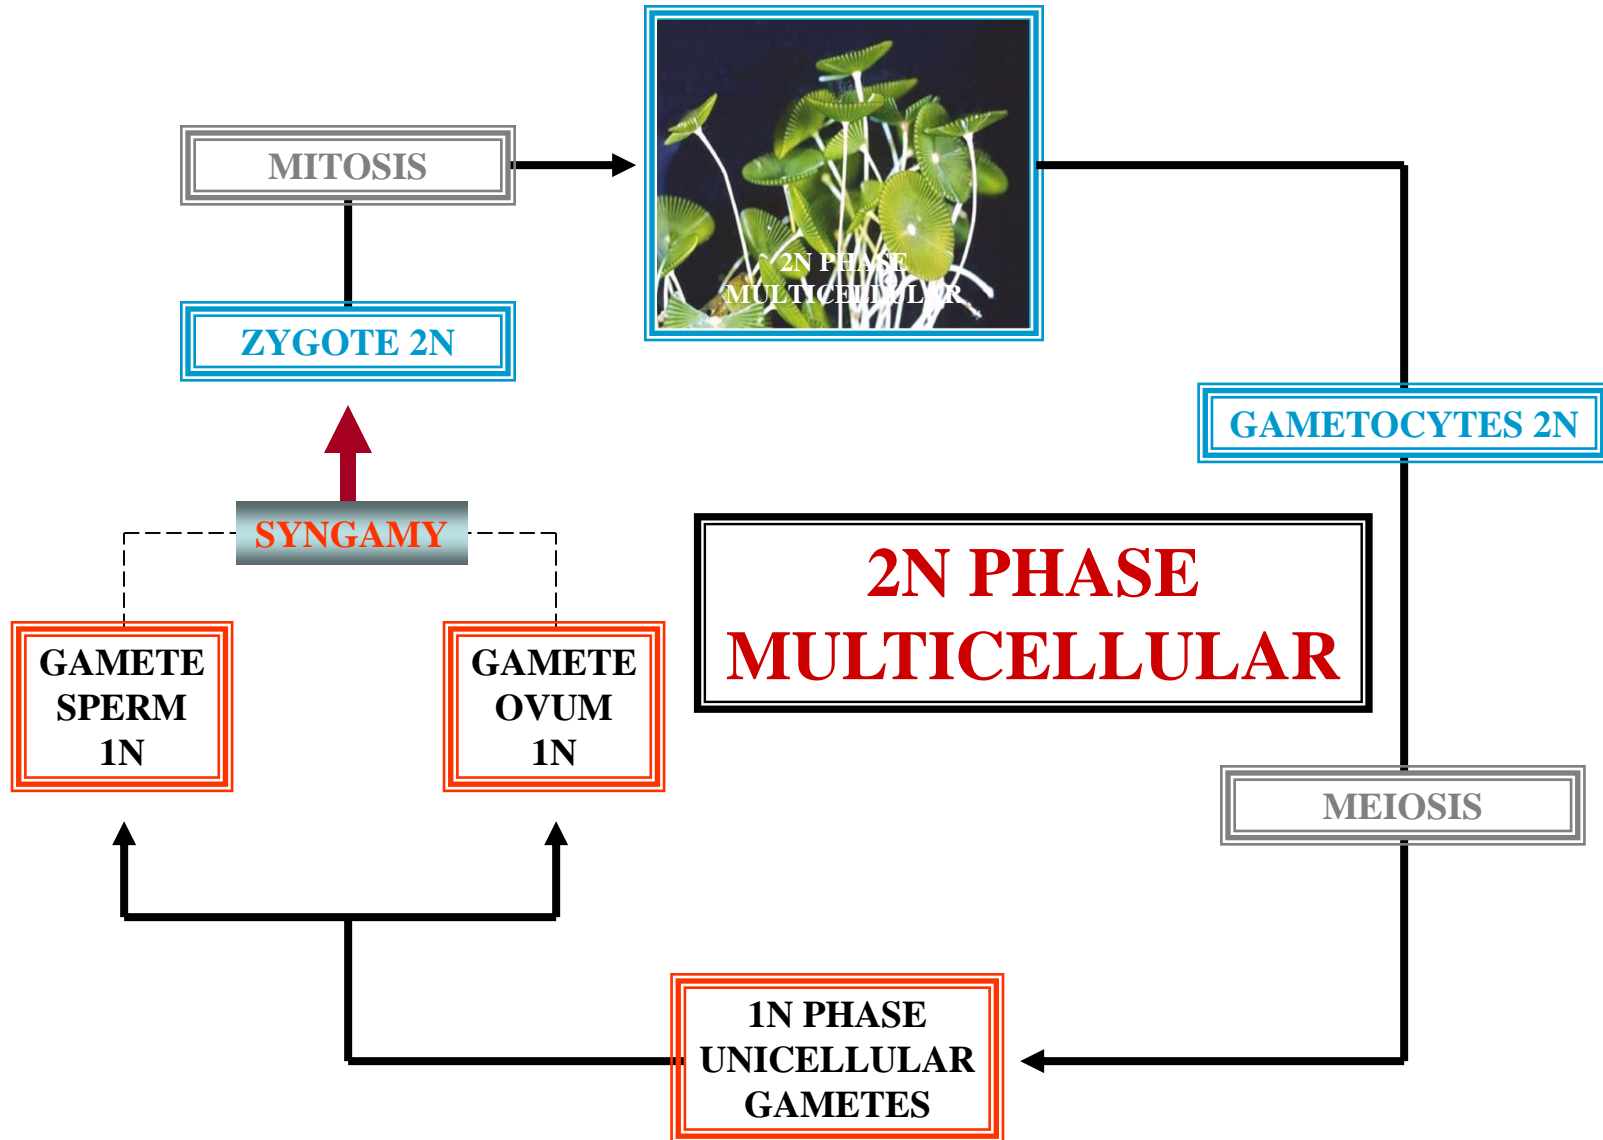 MITOSIS
2N PHASE
MULTICELLULAR
ZYGOTE 2N
GAMETOCYTES 2N
SYNGAMY
2N PHASE
MULTICELLULAR
GAMETE
SPERM
1N
GAMETE
OVUM
1N
MEIOSIS
1N PHASE
UNICELLULAR
GAMETES